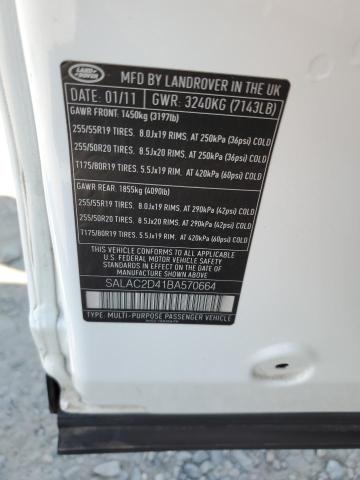 LAND ROVER
MFD BY LANDROVER IN THE UK
DATE: 01/11 GWR: 3240KG (7143LB)
GAWR FRONT: 1450kg (3197lb)
255/55R19 TIRES, 8.0Jx19 RIMS, AT 250kPa (36psi) COLD
255/50R20 TIRES, 8.5Jx20 RIMS, AT 250kPa (36psi) COLD
T175/80R19 TIRES, 5.5Jx19 RIMS, AT 420kPa (60psi) COLD
GAWR REAR: 1855kg (4090lb)
255/55R19 TIRES, 8.0Jx19 RIMS, AT 290kPa (42psi) COLD
255/50R20 TIRES, 8.5Jx20 RIMS, AT 290kPa (42psi) COLD
T175/80R19 TIRES, 5.5Jx19 RIMS, AT 420kPa (60psi) COLD
THIS VEHICLE CONFORMS TO ALL APPLICABLE
U.S. FEDERAL MOTOR VEHICLE SAFETY
STANDARDS IN EFFECT ON THE DATE OF
MANUFACTURE SHOWN ABOVE
SALAC2D41BA570664
TYPE: MULTI-PURPOSE PASSENGER VEHICLE